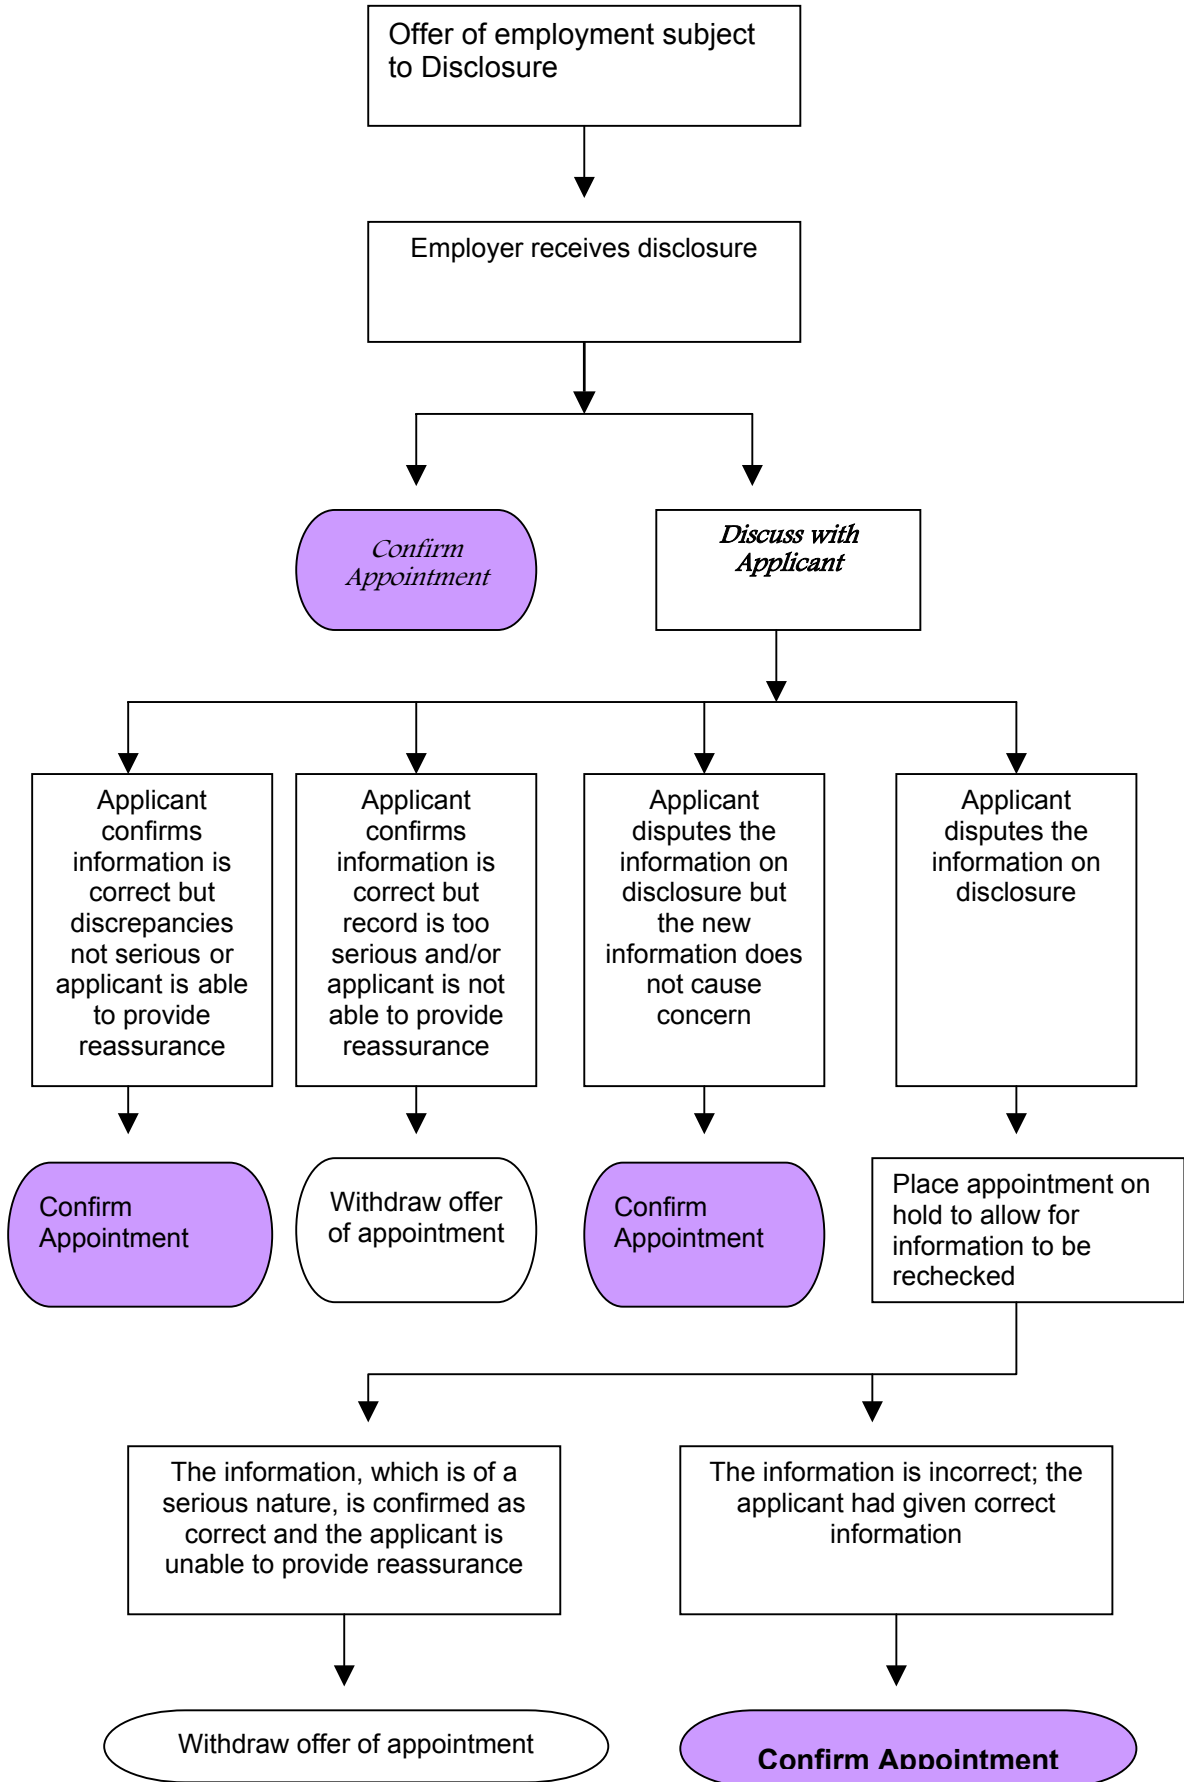 Offer of employment subject
to Disclosure
Employer receives disclosure
Confirm
Appointment
Discuss with
Applicant
Applicant
confirms
information is
correct but
discrepancies
not serious or
applicant is able
to provide
reassurance
Applicant
confirms
information is
correct but
record is too
serious and/or
applicant is not
able to provide
reassurance
Applicant
disputes the
information on
disclosure but
the new
information does
not cause
concern
Applicant
disputes the
information on
disclosure
Confirm
Appointment
Withdraw offer
of appointment
Confirm
Appointment
Place appointment on
hold to allow for
information to be
rechecked
The information, which is of a
serious nature, is confirmed as
correct and the applicant is
unable to provide reassurance
The information is incorrect; the
applicant had given correct
information
Withdraw offer of appointment
Confirm Appointment